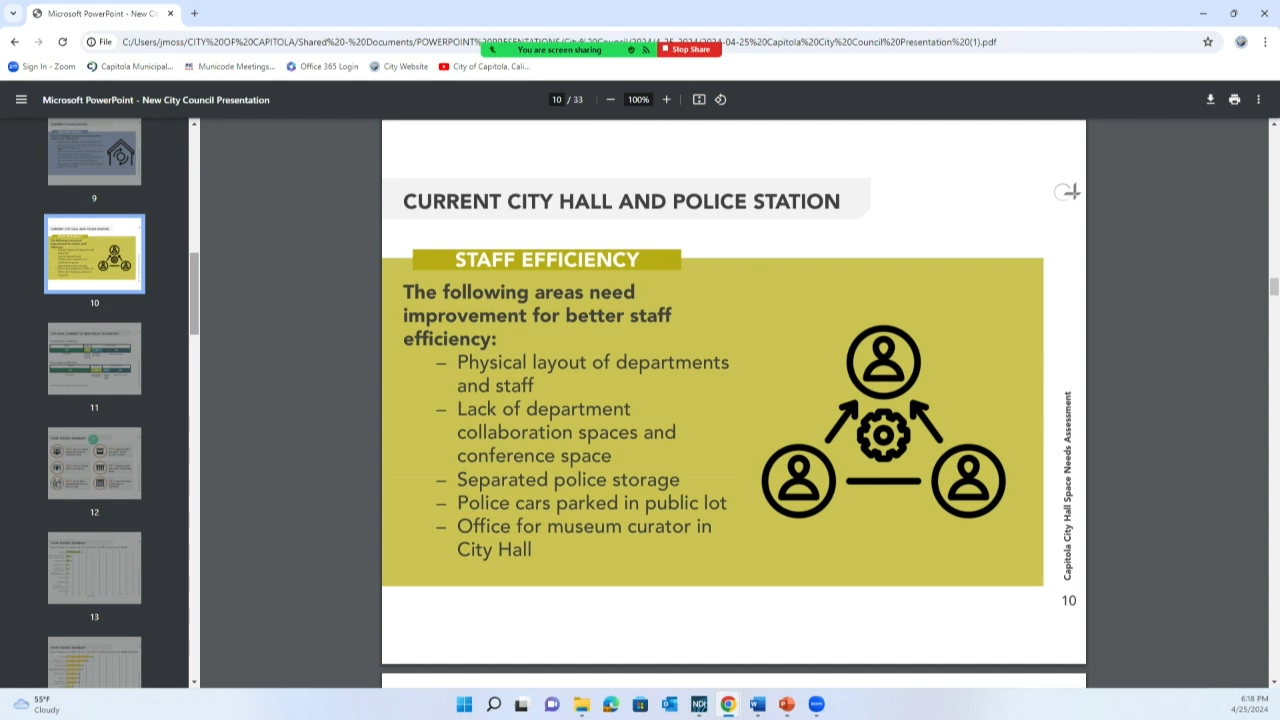 Microsoft PowerPoint - New Cit
File
C:/Users/jmoss/CITY%20OF%20CAPITOLA/Shared%20-%20Documents/POWERPOINT%20PRESENTATIONS/City%20Council/2024/4-25-2024/2024-04-25%20Capitola%20City%20Council%20Presentation%20(1).pdf
You are screen sharing
Stop Share
Sign In - Zoom
Capitola Municipal...
Municode Meetings...
Office 365 Login
City Website
City of Capitola, Cali...
Microsoft PowerPoint - New City Council Presentation
10 / 33
100%
9
10
11
12
13
CURRENT CITY HALL AND POLICE STATION
STAFF EFFICIENCY
The following areas need
improvement for better staff
efficiency:
– Physical layout of departments
and staff
– Lack of department
collaboration spaces and
conference space
– Separated police storage
– Police cars parked in public lot
– Office for museum curator in
City Hall
Capitola City Hall Space Needs Assessment
10
55°F
Cloudy
6:18 PM
4/25/2024